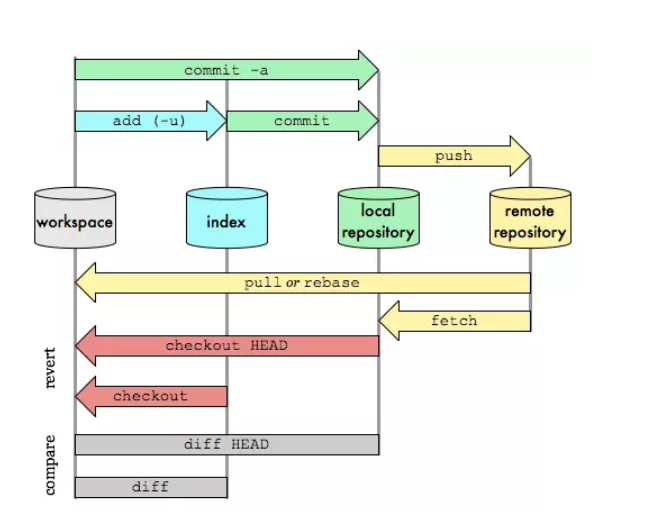 commit -a
add (-u)
commit
push
workspace
index
local
repository
remote
repository
pull or rebase
fetch
revert
checkout HEAD
checkout
compare
diff HEAD
diff